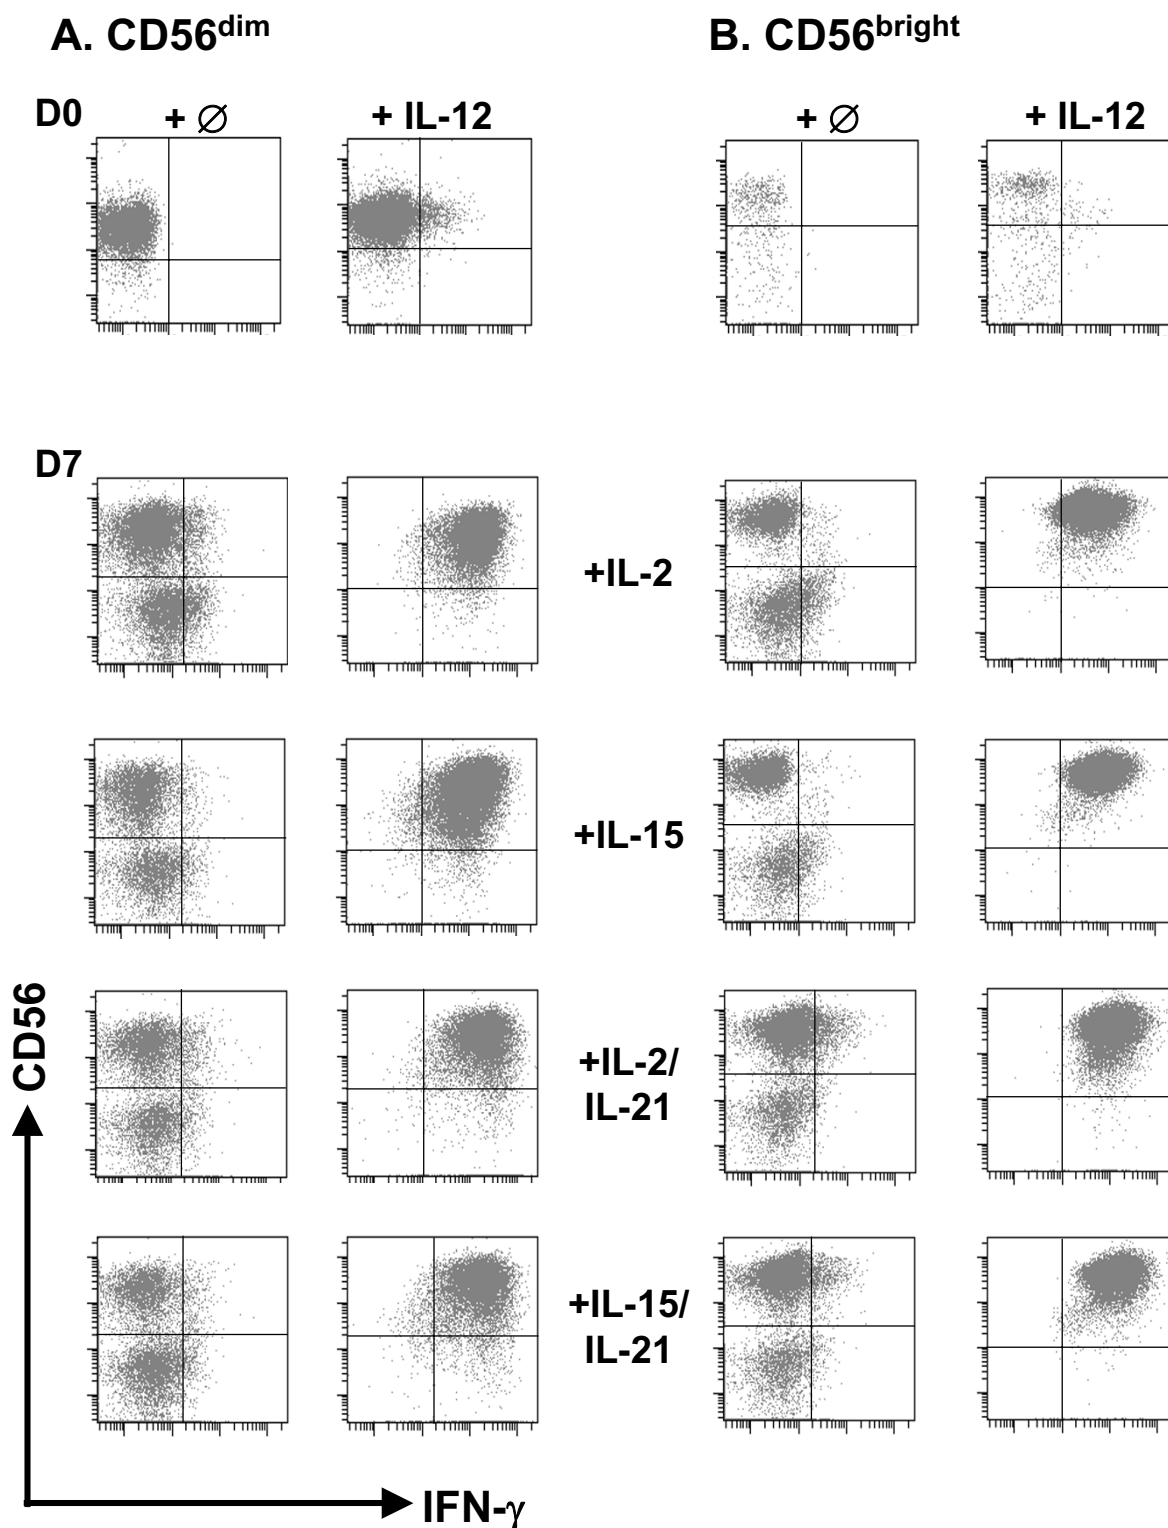 A. CD56dim
B. CD56bright
D0
+ ∅
+ IL-12
+ ∅
+ IL-12
D7
+IL-2
+IL-15
+IL-2/
IL-21
+IL-15/
IL-21
CD56
IFN-γ